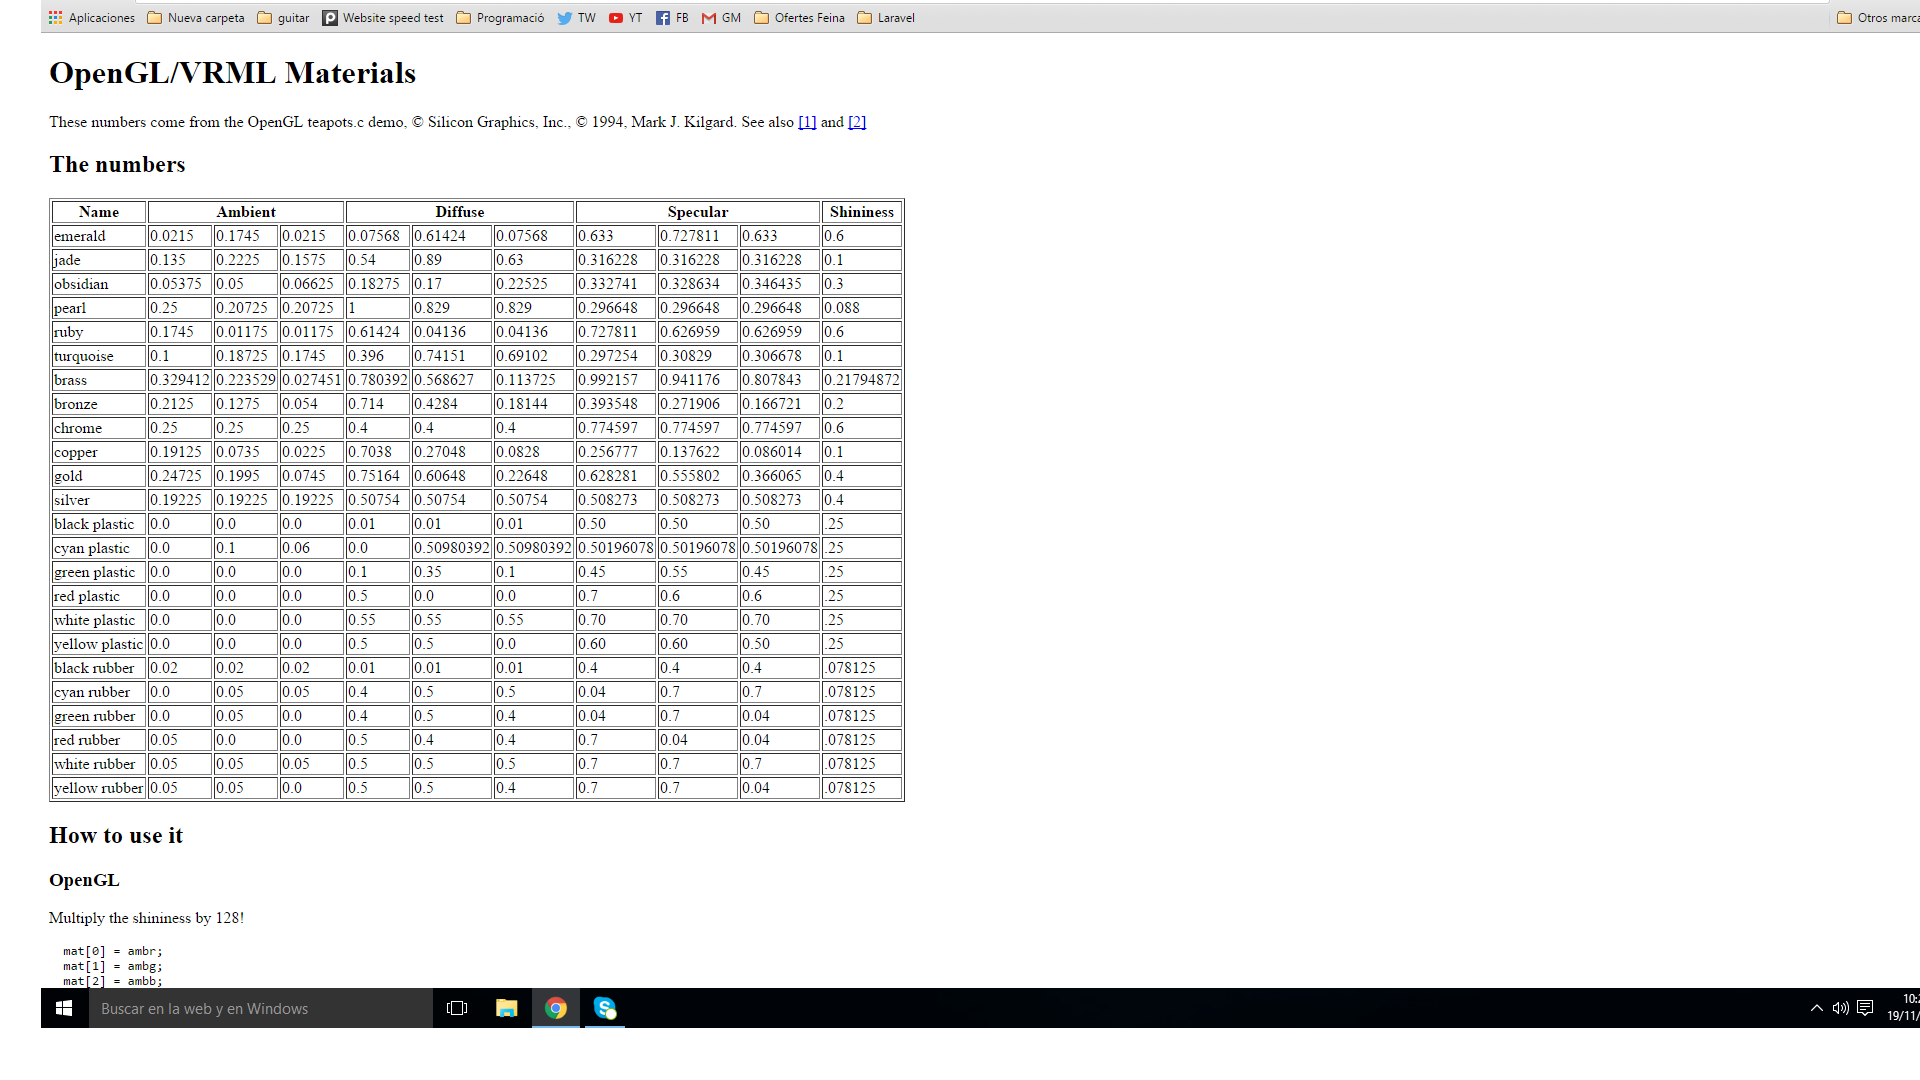 Aplicaciones Nueva carpeta guitar Website speed test Programació TW YT FB GM Ofertes Feina Laravel Otros marca
OpenGL/VRML Materials
These numbers come from the OpenGL teapots.c demo, © Silicon Graphics, Inc., © 1994, Mark J. Kilgard. See also [1] and [2]
The numbers
Name Ambient Diffuse Specular Shininess
emerald 0.0215 0.1745 0.0215 0.07568 0.61424 0.07568 0.633 0.727811 0.633 0.6
jade 0.135 0.2225 0.1575 0.54 0.89 0.63 0.316228 0.316228 0.316228 0.1
obsidian 0.05375 0.05 0.06625 0.18275 0.17 0.22525 0.332741 0.328634 0.346435 0.3
pearl 0.25 0.20725 0.20725 1 0.829 0.829 0.296648 0.296648 0.296648 0.088
ruby 0.1745 0.01175 0.01175 0.61424 0.04136 0.04136 0.727811 0.626959 0.626959 0.6
turquoise 0.1 0.18725 0.1745 0.396 0.74151 0.69102 0.297254 0.30829 0.306678 0.1
brass 0.329412 0.223529 0.027451 0.780392 0.568627 0.113725 0.992157 0.941176 0.807843 0.21794872
bronze 0.2125 0.1275 0.054 0.714 0.4284 0.18144 0.393548 0.271906 0.166721 0.2
chrome 0.25 0.25 0.25 0.4 0.4 0.4 0.774597 0.774597 0.774597 0.6
copper 0.19125 0.0735 0.0225 0.7038 0.27048 0.0828 0.256777 0.137622 0.086014 0.1
gold 0.24725 0.1995 0.0745 0.75164 0.60648 0.22648 0.628281 0.555802 0.366065 0.4
silver 0.19225 0.19225 0.19225 0.50754 0.50754 0.50754 0.508273 0.508273 0.508273 0.4
black plastic 0.0 0.0 0.0 0.01 0.01 0.01 0.50 0.50 0.50 .25
cyan plastic 0.0 0.1 0.06 0.0 0.50980392 0.50980392 0.50196078 0.50196078 0.50196078 .25
green plastic 0.0 0.0 0.0 0.1 0.35 0.1 0.45 0.55 0.45 .25
red plastic 0.0 0.0 0.0 0.5 0.0 0.0 0.7 0.6 0.6 .25
white plastic 0.0 0.0 0.0 0.55 0.55 0.55 0.70 0.70 0.70 .25
yellow plastic 0.0 0.0 0.0 0.5 0.5 0.0 0.60 0.60 0.50 .25
black rubber 0.02 0.02 0.02 0.01 0.01 0.01 0.4 0.4 0.4 .078125
cyan rubber 0.0 0.05 0.05 0.4 0.5 0.5 0.04 0.7 0.7 .078125
green rubber 0.0 0.05 0.0 0.4 0.5 0.4 0.04 0.7 0.04 .078125
red rubber 0.05 0.0 0.0 0.5 0.4 0.4 0.7 0.04 0.04 .078125
white rubber 0.05 0.05 0.05 0.5 0.5 0.5 0.7 0.7 0.7 .078125
yellow rubber 0.05 0.05 0.0 0.5 0.5 0.4 0.7 0.7 0.04 .078125
How to use it
OpenGL
Multiply the shininess by 128!
mat[0] = ambr;
mat[1] = ambg;
mat[2] = ambb;
Buscar en la web y en Windows
10:2
19/11/